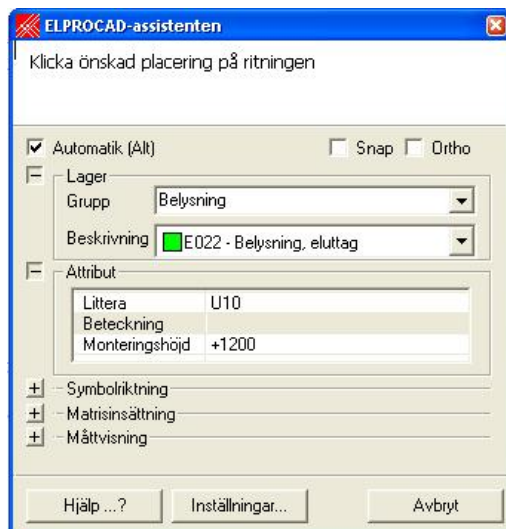 ELPROCAD-assistenten
Klicka önskad placering på ritningen
Automatik (Alt) Snap Ortho
Lager
Grupp Belysning
Beskrivning E022 - Belysning, eluttag
Attribut
Littera U10
Beteckning
Monteringshöjd +1200
Symbolriktning
Matrisinsättning
Måttvisning
Hjälp ...? Inställningar... Avbryt